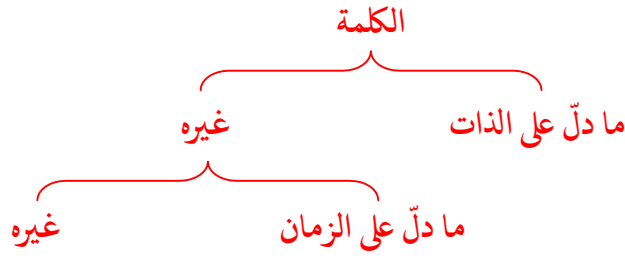 الكلمة
ما دلّ على الذات غيره
ما دلّ على الزمان غيره